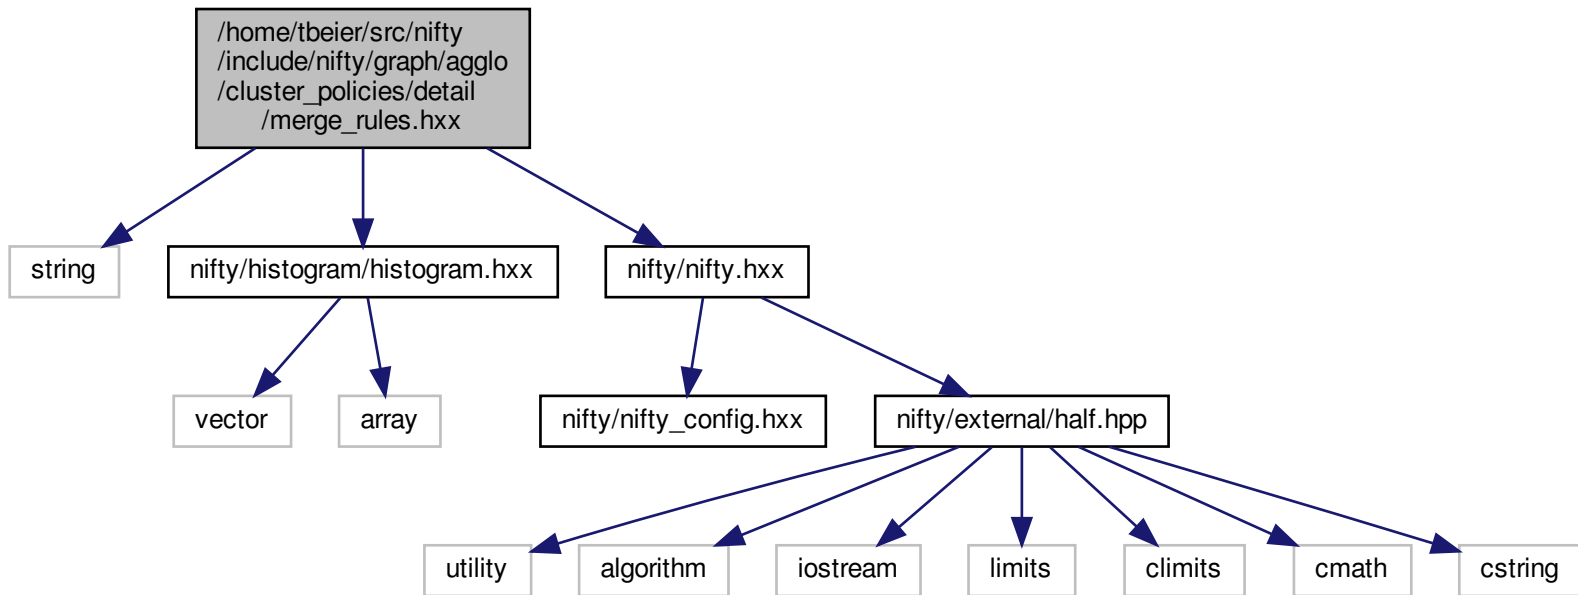 /home/tbeier/src/nifty
/include/nifty/graph/agglo
/cluster_policies/detail
/merge_rules.hxx
string
nifty/histogram/histogram.hxx
nifty/nifty.hxx
vector
array
nifty/nifty_config.hxx
nifty/external/half.hpp
utility
algorithm
iostream
limits
climits
cmath
cstring